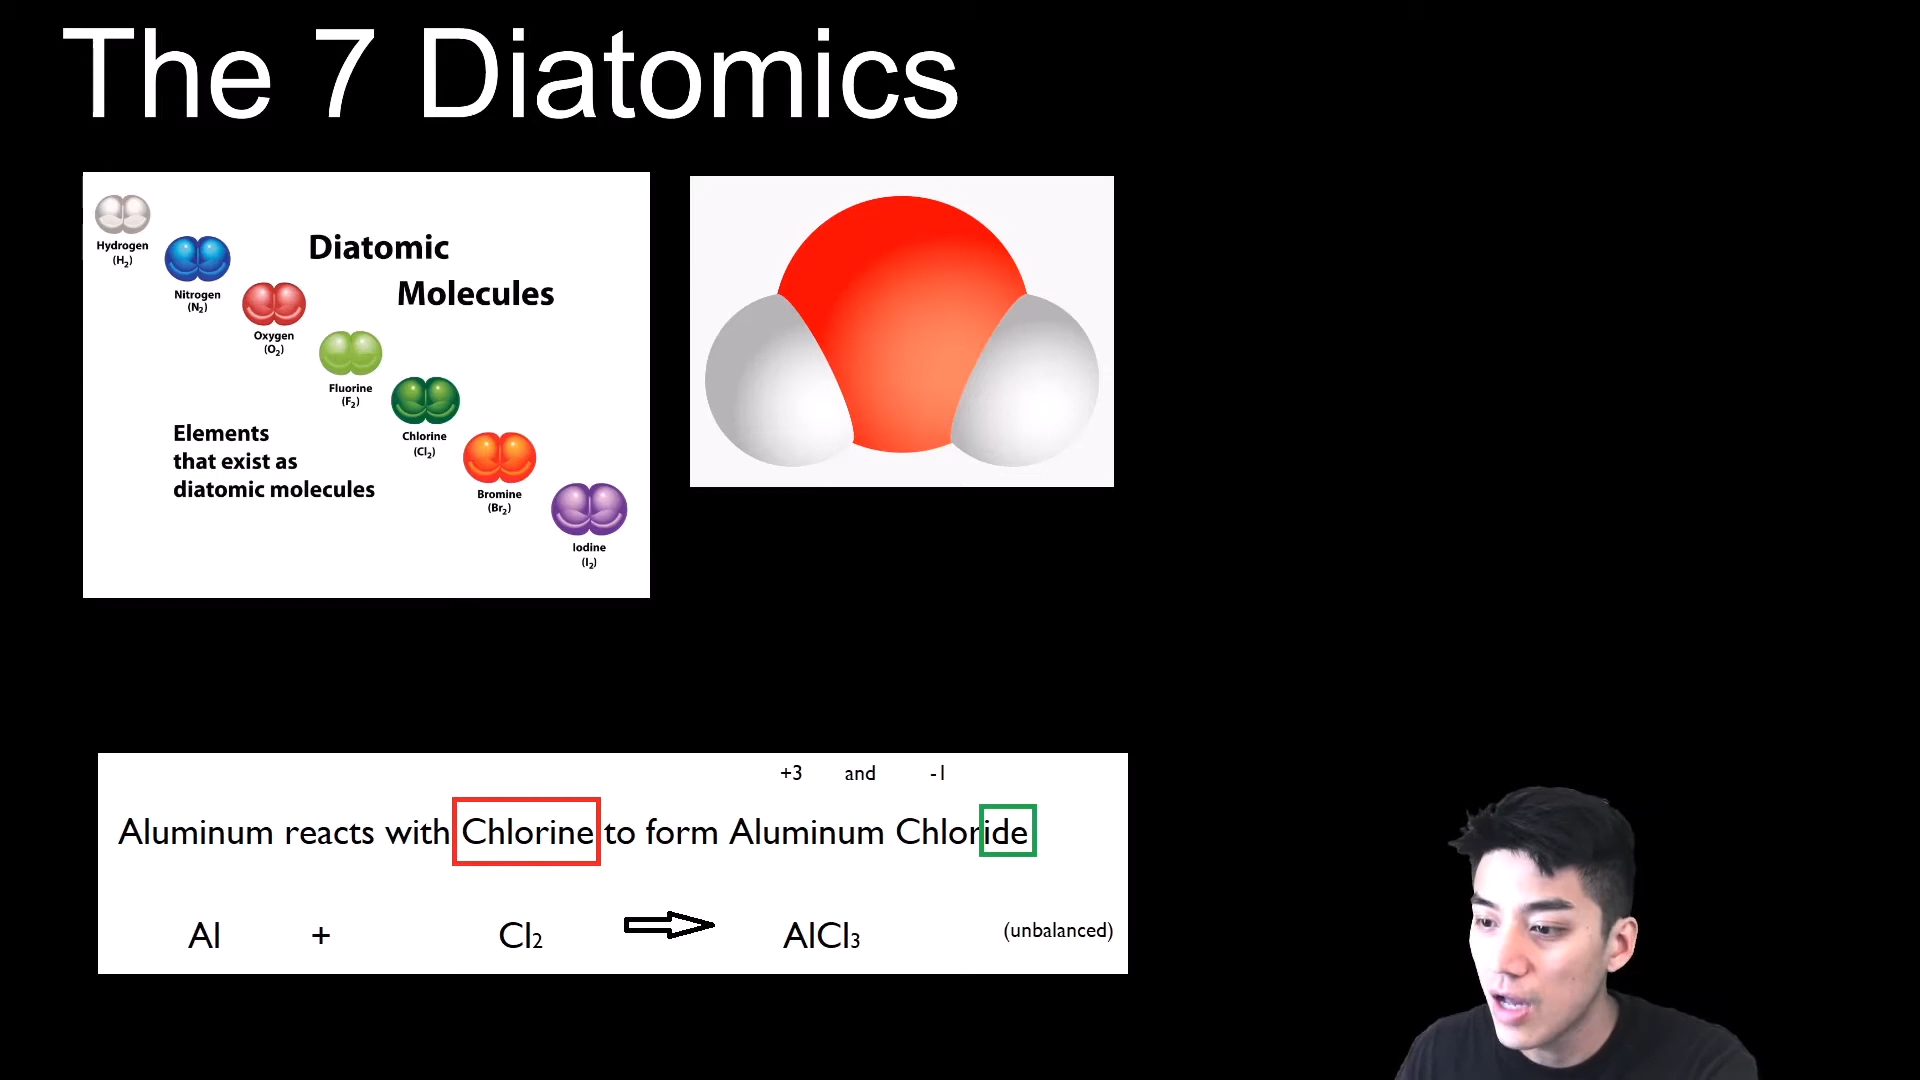 The 7 Diatomics
Hydrogen
(H₂)
Nitrogen
(N₂)
Oxygen
(O₂)
Fluorine
(F₂)
Chlorine
(Cl₂)
Bromine
(Br₂)
Iodine
(I₂)
Diatomic
Molecules
Elements
that exist as
diatomic molecules
+3 and -1
Aluminum reacts with Chlorine to form Aluminum Chloride
Al + Cl₂ ⇨ AlCl₃ (unbalanced)